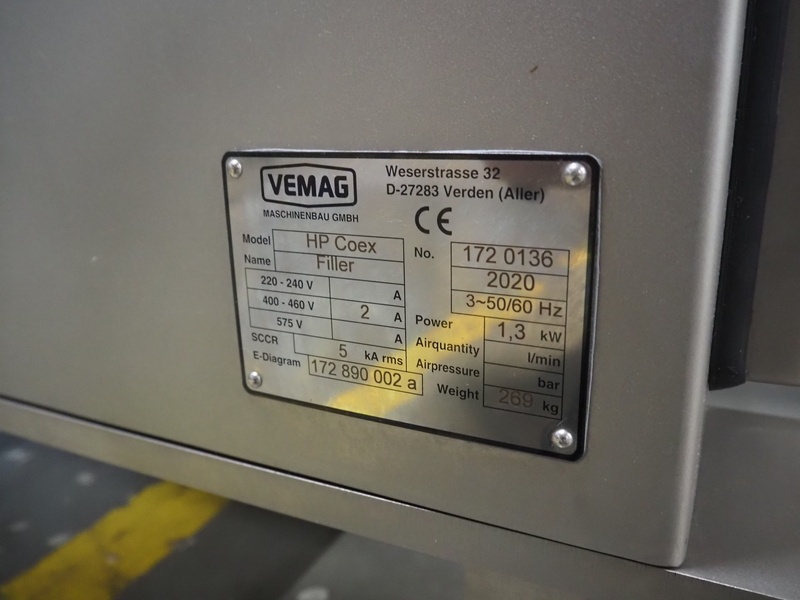 VEMAG
MASCHINENBAU GMBH
Weserstrasse 32
D-27283 Verden (Aller)
CE
Model HP Coex
Name Filler
220 - 240 V A
400 - 460 V 2 A
575 V A
SCCR 5 kA rms
E-Diagram 172 890 002 a
No. 172 0136
2020
3~50/60 Hz
Power 1,3 kW
Airquantity l/min
Airpressure bar
Weight 269 kg